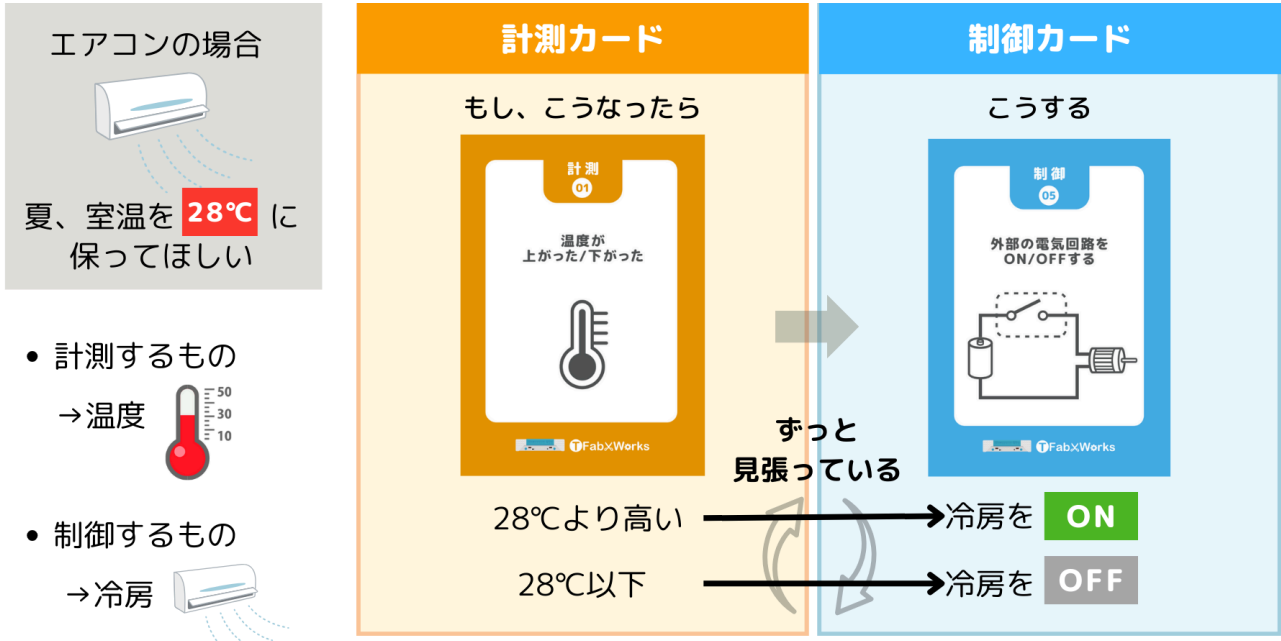 エアコンの場合
夏、室温を 28℃ に
保ってほしい
• 計測するもの
→温度
50
30
10
• 制御するもの
→冷房
計測カード
もし、こうなったら
計測
01
温度が
上がった/下がった
TFabXWorks
28℃より高い
28℃以下
ずっと
見張っている
制御カード
こうする
制御
05
外部の電気回路を
ON/OFFする
TFabXWorks
冷房を ON
冷房を OFF